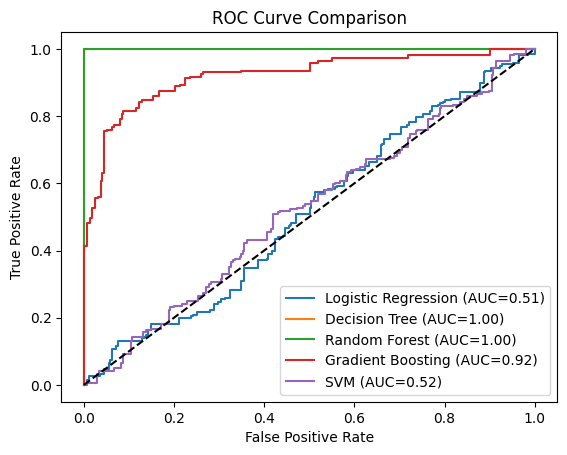 ROC Curve Comparison
True Positive Rate
1.0
0.8
0.6
0.4
0.2
0.0
Logistic Regression (AUC=0.51)
Decision Tree (AUC=1.00)
Random Forest (AUC=1.00)
Gradient Boosting (AUC=0.92)
SVM (AUC=0.52)
0.0 0.2 0.4 0.6 0.8 1.0
False Positive Rate